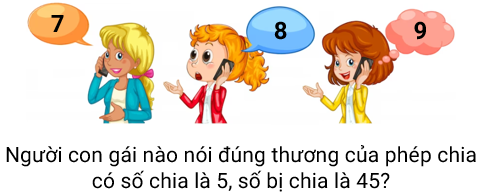 7
8
9
Người con gái nào nói đúng thương của phép chia
có số chia là 5, số bị chia là 45?